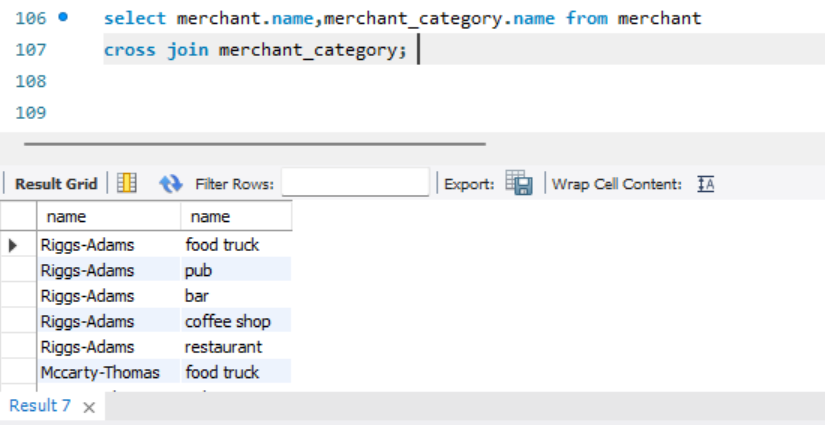 106 select merchant.name,merchant_category.name from merchant
107 cross join merchant_category;
108
109
Result Grid Filter Rows: Export: Wrap Cell Content: IA
name name
Riggs-Adams food truck
Riggs-Adams pub
Riggs-Adams bar
Riggs-Adams coffee shop
Riggs-Adams restaurant
Mccarty-Thomas food truck
Result 7 ×